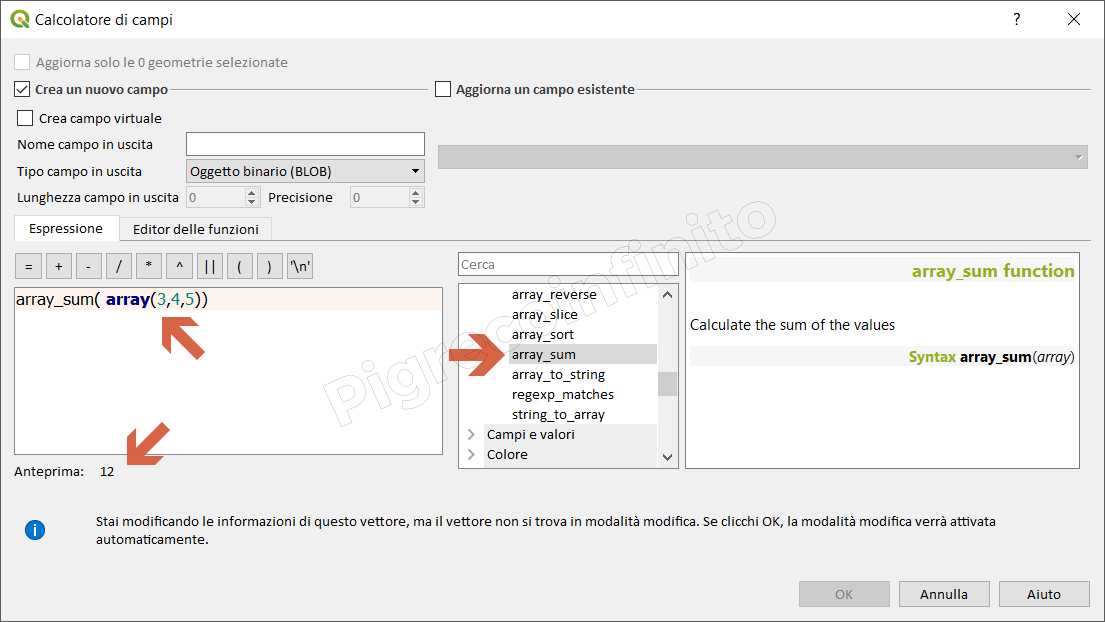 Calcolatore di campi
?
Aggiorna solo le 0 geometrie selezionate
Crea un nuovo campo
Aggiorna un campo esistente
Crea campo virtuale
Nome campo in uscita
Tipo campo in uscita
Oggetto binario (BLOB)
Lunghezza campo in uscita
0
Precisione
0
Espressione
Editor delle funzioni
= + - / * ^ || ( ) '\n'
array_sum( array(3,4,5))
Anteprima: 12
Cerca
array_reverse
array_slice
array_sort
array_sum
array_to_string
regexp_matches
string_to_array
Campi e valori
Colore
array_sum function
Calculate the sum of the values
Syntax array_sum(array)
Pigrecoinfinito
Stai modificando le informazioni di questo vettore, ma il vettore non si trova in modalità modifica. Se clicchi OK, la modalità modifica verrà attivata
automaticamente.
OK
Annulla
Aiuto